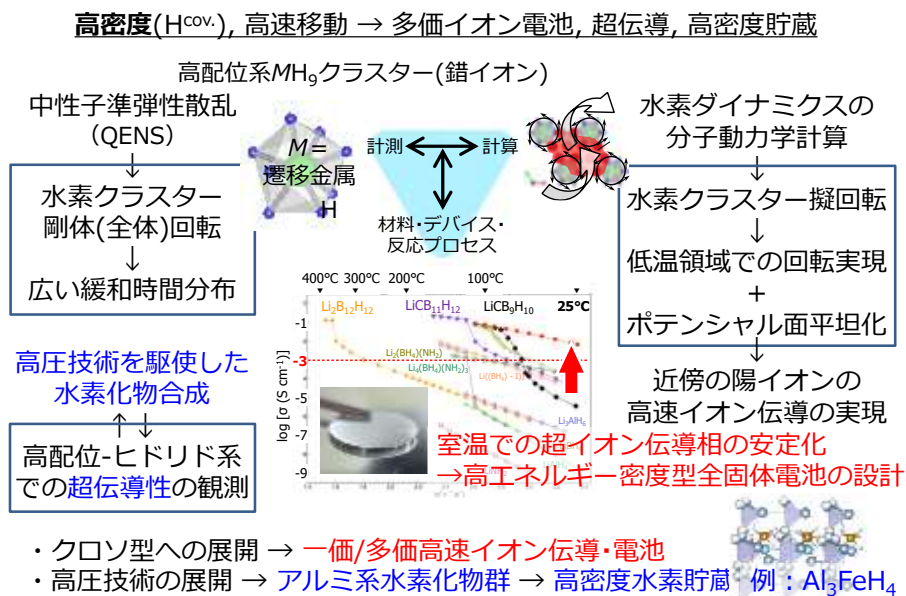 高密度(Hcov.), 高速移動 → 多価イオン電池, 超伝導, 高密度貯蔵
高配位系MH9クラスター(錯イオン)
中性子準弾性散乱
(QENS)
↓
水素クラスター
剛体(全体)回転
↓
広い緩和時間分布
M=
遷移金属
H
計測
計算
材料・デバイス・
反応プロセス
水素ダイナミクスの
分子動力学計算
↓
水素クラスター擬回転
↓
低温領域での回転実現
+
ポテンシャル面平坦化
↓
近傍の陽イオンの
高速イオン伝導の実現
高圧技術を駆使した
水素化物合成
↑↓
高配位-ヒドリド系
での超伝導性の観測
400℃ 300℃ 200℃ 100℃
25℃
Li2B12H12
LiCB11H12
LiCB9H10
Li2(BH4)(NH2)
Li4(BH4)(NH2)3
Li3AlH6
log [σ (S cm-1)]
-1
-3
-5
-7
-9
室温での超イオン伝導相の安定化
→高エネルギー密度型全固体電池の設計
・クロソ型への展開 → 一価/多価高速イオン伝導・電池
・高圧技術の展開 → アルミ系水素化物群 → 高密度水素貯蔵 例：Al3FeH4